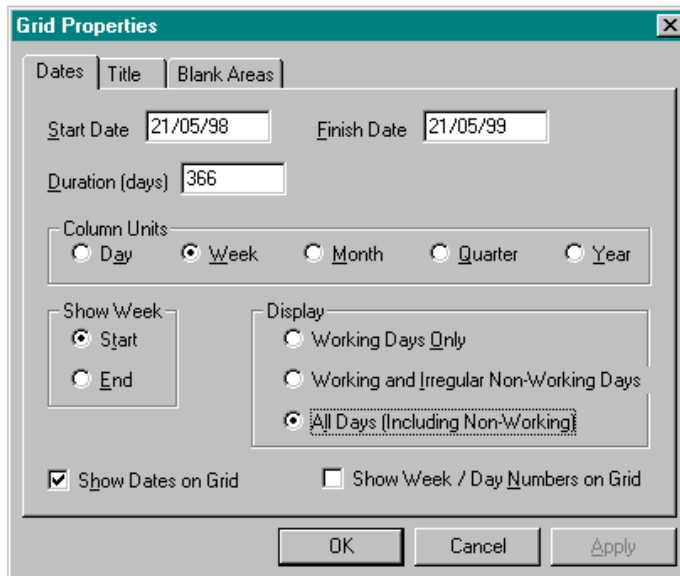 Grid Properties
Dates Title Blank Areas
Start Date 21/05/98 Finish Date 21/05/99
Duration (days) 366
Column Units
Day Week Month Quarter Year
Show Week
Start
End
Display
Working Days Only
Working and Irregular Non-Working Days
All Days (Including Non-Working)
Show Dates on Grid Show Week / Day Numbers on Grid
OK Cancel Apply